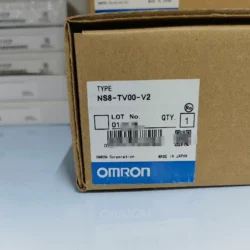 TYPE
NS8-TV00-V2
LOT No.
QTY.
01
1
OMRON Corporation
MADE IN JAPAN
OMRON